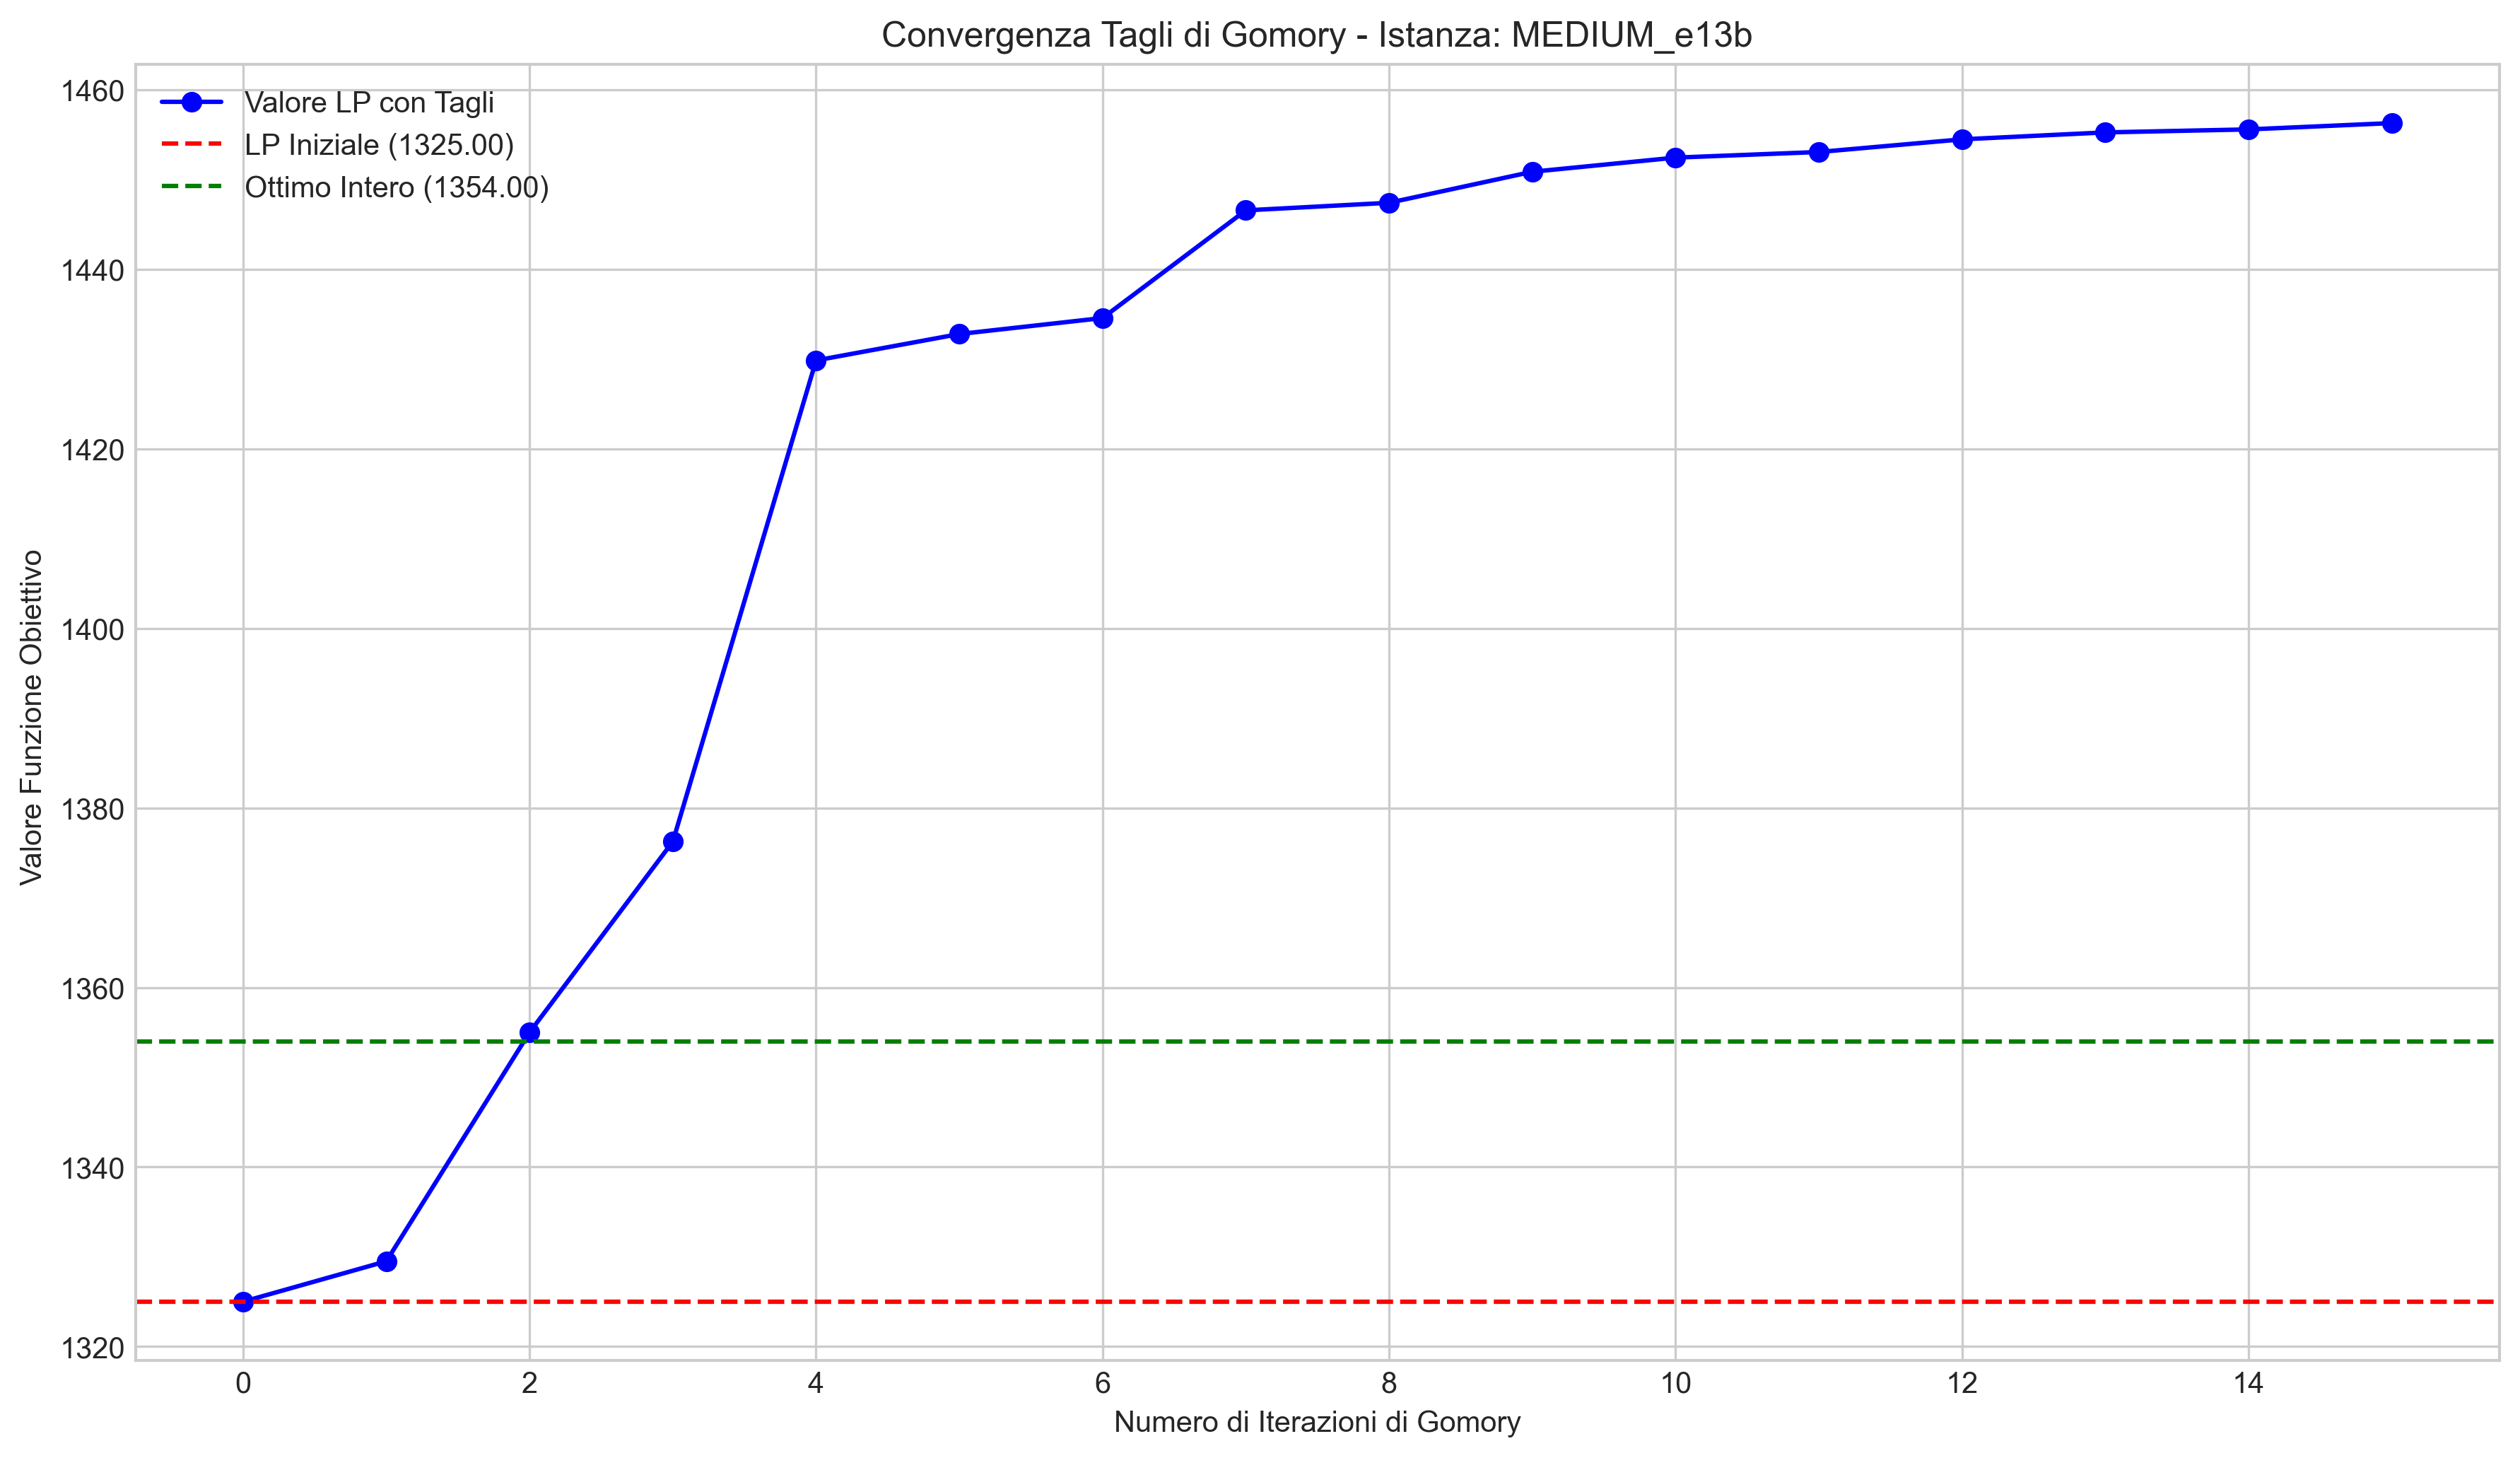 Convergenza Tagli di Gomory - Istanza: MEDIUM_e13b
Valore LP con Tagli
LP Iniziale (1325.00)
Ottimo Intero (1354.00)
1460
1440
1420
1400
1380
1360
1340
1320
Valore Funzione Obiettivo
0 2 4 6 8 10 12 14
Numero di Iterazioni di Gomory